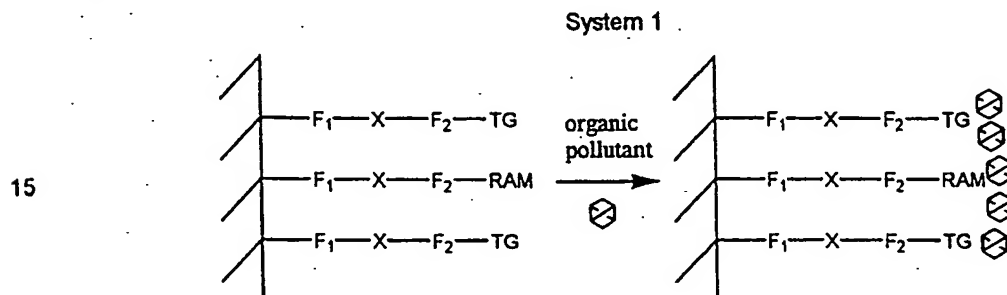 System 1
F₁—X—F₂—TG
organic
pollutant
F₁—X—F₂—TG
15
F₁—X—F₂—RAM
F₁—X—F₂—RAM
F₁—X—F₂—TG
F₁—X—F₂—TG